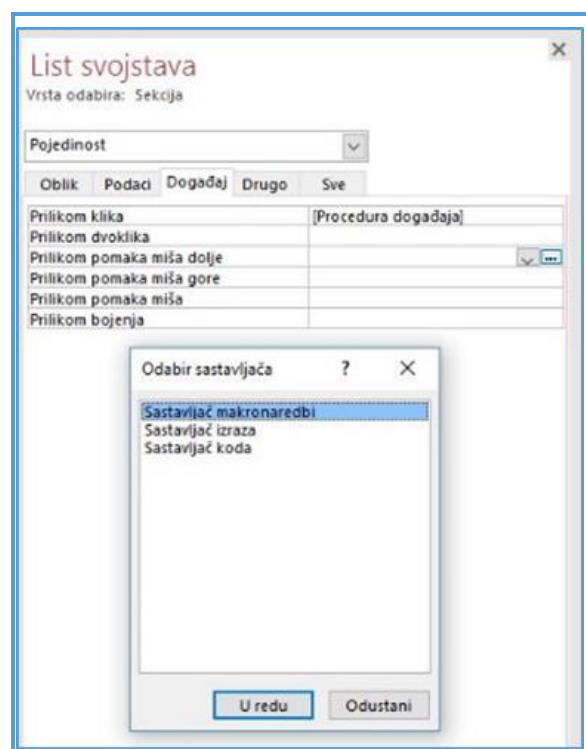 List svojstava
Vrsta odabira: Sekcija
Pojedinost
Oblik Podaci Događaj Drugo Sve
Prilikom klika [Procedura događaja]
Prilikom dvoklika
Prilikom pomaka miša dolje
Prilikom pomaka miša gore
Prilikom pomaka miša
Prilikom bojenja
Odabir sastavljača ?
Sastavljač makronaredbi
Sastavljač izraza
Sastavljač koda
U redu Odustani